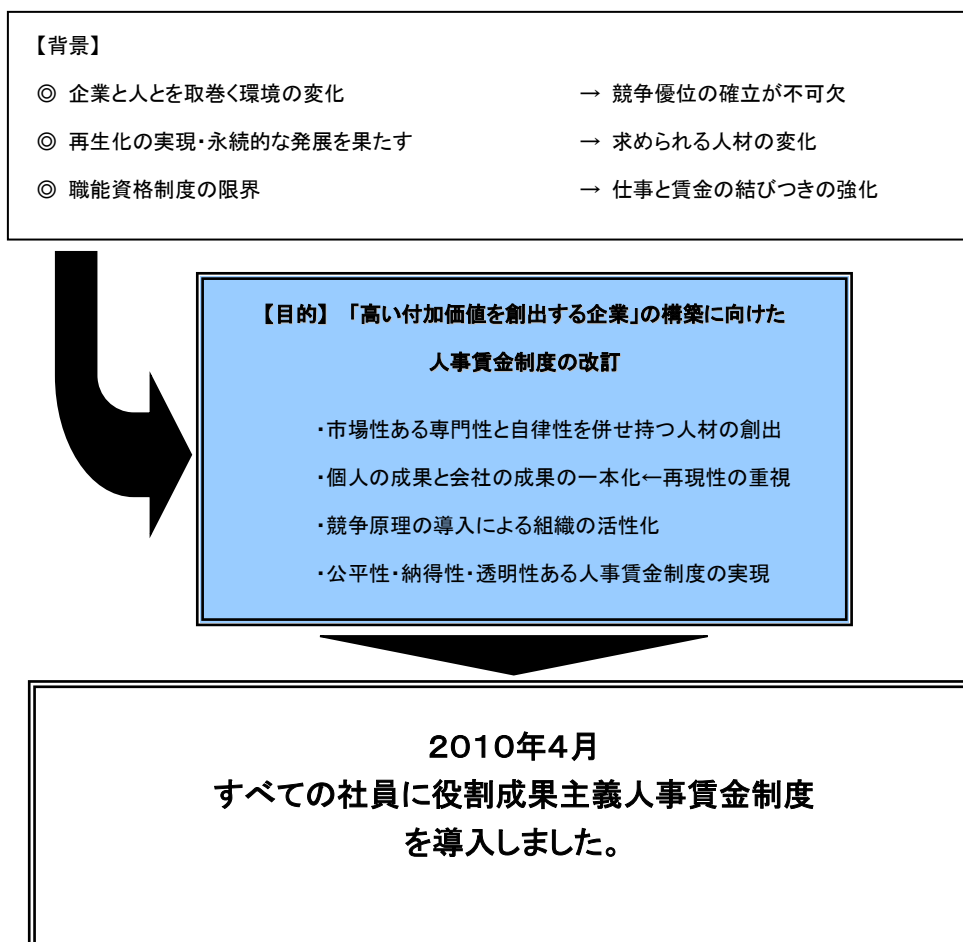 【背景】
◎ 企業と人とを取巻く環境の変化 → 競争優位の確立が不可欠
◎ 再生化の実現・永続的な発展を果たす → 求められる人材の変化
◎ 職能資格制度の限界 → 仕事と賃金の結びつきの強化
【目的】 「高い付加価値を創出する企業」の構築に向けた
人事賃金制度の改訂
・市場性ある専門性と自律性を併せ持つ人材の創出
・個人の成果と会社の成果の一本化←再現性の重視
・競争原理の導入による組織の活性化
・公平性・納得性・透明性ある人事賃金制度の実現
2010年4月
すべての社員に役割成果主義人事賃金制度
を導入しました。